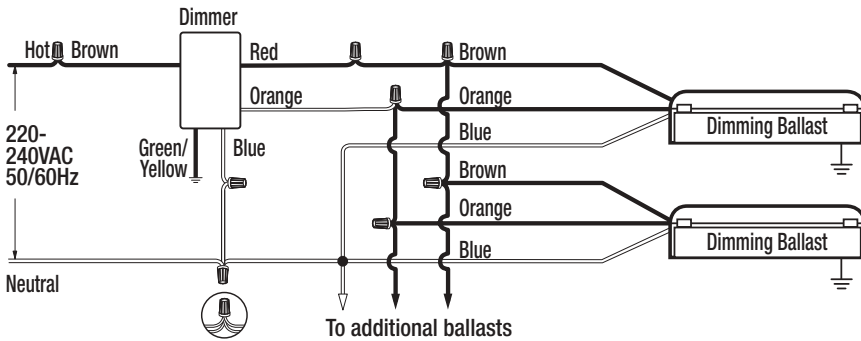 Dimmer
Hot Brown
Red
Brown
Orange
Orange
Dimming Ballast
220-
240VAC
50/60Hz
Green/
Yellow
Blue
Blue
Brown
Orange
Dimming Ballast
Blue
Neutral
To additional ballasts